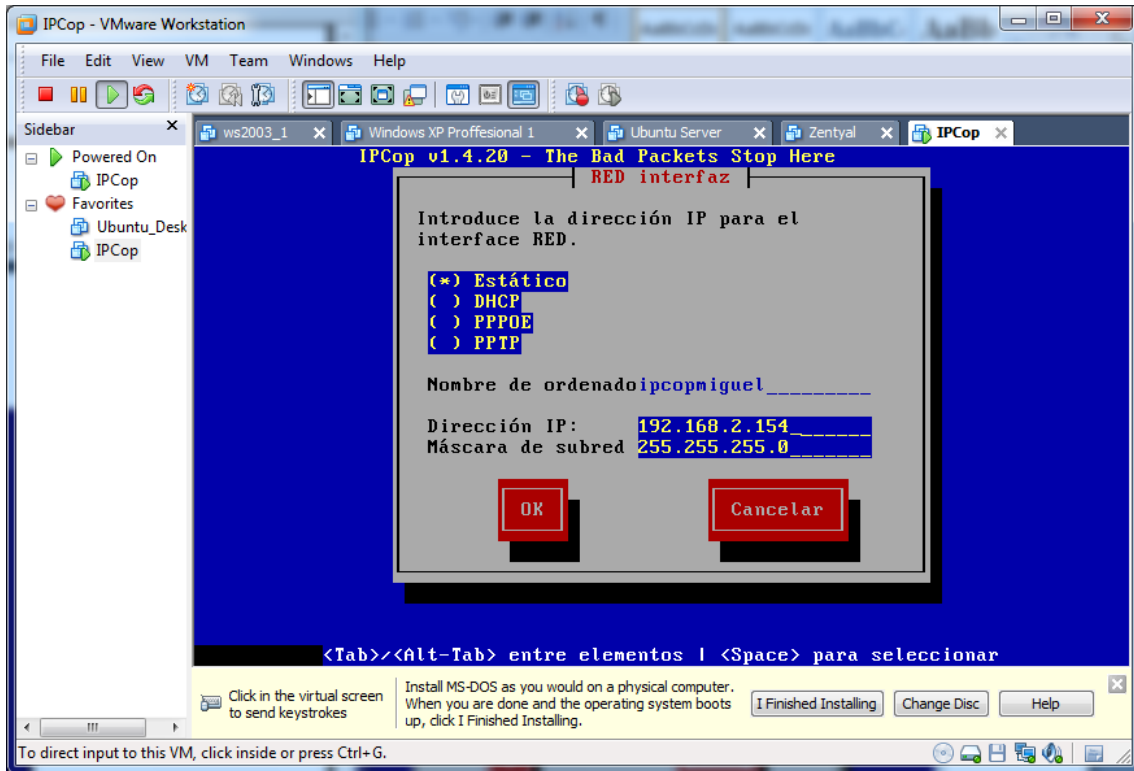 IPCop - VMware Workstation
File Edit View VM Team Windows Help
Sidebar ×
Powered On
IPCop
Favorites
Ubuntu_Desk
IPCop
ws2003_1 × Windows XP Proffesional 1 × Ubuntu Server × Zentyal × IPCop ×
IPCop v1.4.20 - The Bad Packets Stop Here
RED interfaz
Introduce la dirección IP para el
interface RED.
(*) Estático
( ) DHCP
( ) PPPOE
( ) PPTP
Nombre de ordenadoipcopmiguel_________
Dirección IP: 192.168.2.154______
Máscara de subred 255.255.255.0_______
OK Cancelar
<Tab>/<Alt-Tab> entre elementos | <Space> para seleccionar
Click in the virtual screen
to send keystrokes
Install MS-DOS as you would on a physical computer.
When you are done and the operating system boots
up, click I Finished Installing.
I Finished Installing Change Disc Help
To direct input to this VM, click inside or press Ctrl+G.